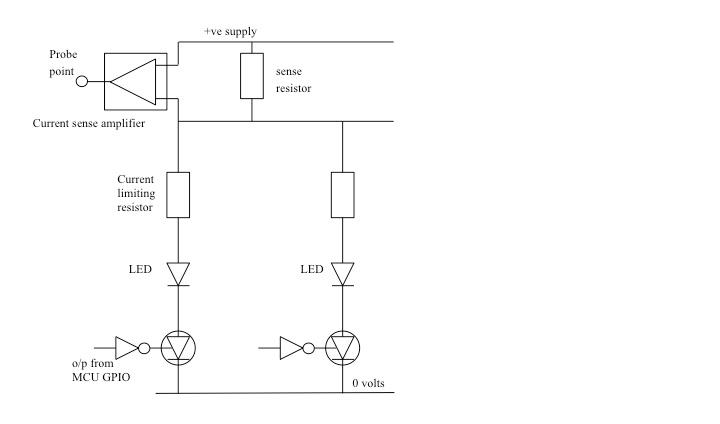 +ve supply
Probe
point
sense
resistor
Current sense amplifier
Current
limiting
resistor
LED
LED
o/p from
MCU GPIO
0 volts